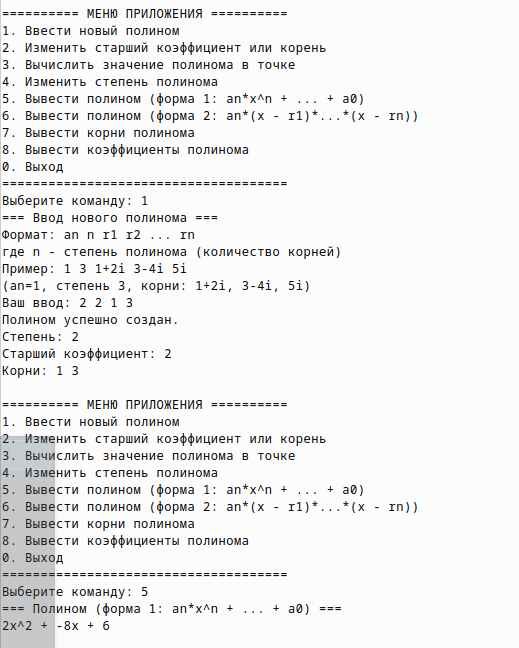 ========== МЕНЮ ПРИЛОЖЕНИЯ ==========
1. Ввести новый полином
2. Изменить старший коэффициент или корень
3. Вычислить значение полинома в точке
4. Изменить степень полинома
5. Вывести полином (форма 1: an*x^n + ... + a0)
6. Вывести полином (форма 2: an*(x - r1)*...*(x - rn))
7. Вывести корни полинома
8. Вывести коэффициенты полинома
0. Выход
=====================================
Выберите команду: 1
=== Ввод нового полинома ===
Формат: an n r1 r2 ... rn
где n - степень полинома (количество корней)
Пример: 1 3 1+2i 3-4i 5i
(an=1, степень 3, корни: 1+2i, 3-4i, 5i)
Ваш ввод: 2 2 1 3
Полином успешно создан.
Степень: 2
Старший коэффициент: 2
Корни: 1 3

========== МЕНЮ ПРИЛОЖЕНИЯ ==========
1. Ввести новый полином
2. Изменить старший коэффициент или корень
3. Вычислить значение полинома в точке
4. Изменить степень полинома
5. Вывести полином (форма 1: an*x^n + ... + a0)
6. Вывести полином (форма 2: an*(x - r1)*...*(x - rn))
7. Вывести корни полинома
8. Вывести коэффициенты полинома
0. Выход
=====================================
Выберите команду: 5
=== Полином (форма 1: an*x^n + ... + a0) ===
2x^2 + -8x + 6